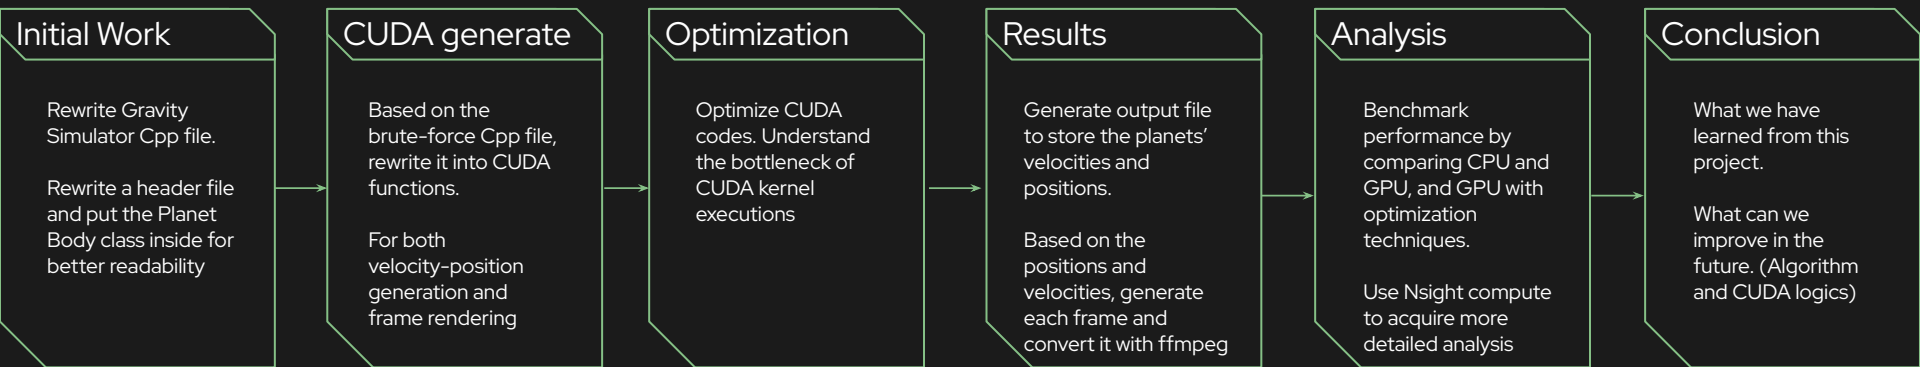 Initial Work
Rewrite Gravity
Simulator Cpp file.
Rewrite a header file
and put the Planet
Body class inside for
better readability
CUDA generate
Based on the
brute-force Cpp file,
rewrite it into CUDA
functions.
For both
velocity-position
generation and
frame rendering
Optimization
Optimize CUDA
codes. Understand
the bottleneck of
CUDA kernel
executions
Results
Generate output file
to store the planets’
velocities and
positions.
Based on the
positions and
velocities, generate
each frame and
convert it with ffmpeg
Analysis
Benchmark
performance by
comparing CPU and
GPU, and GPU with
optimization
techniques.
Use Nsight compute
to acquire more
detailed analysis
Conclusion
What we have
learned from this
project.
What can we
improve in the
future. (Algorithm
and CUDA logics)